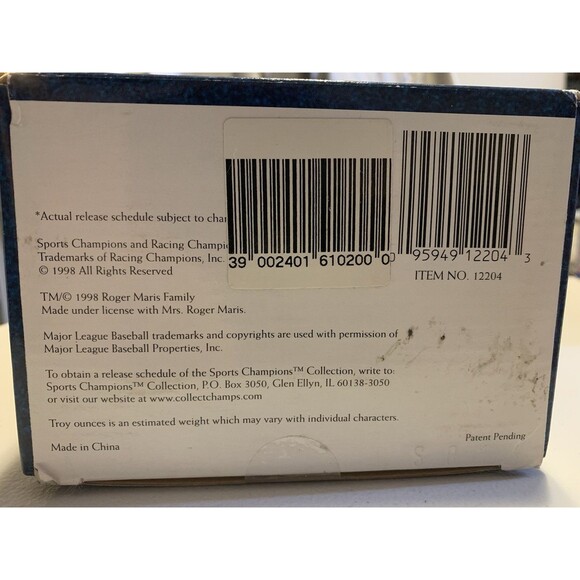 *Actual release schedule subject to
Sports Champions and Racing
Trademarks of Racing Champions, Inc.
© 1998 All Rights Reserved
TM/© 1998 Roger Maris Family
Made under license with Mrs. Roger Maris.
Major League Baseball trademarks and copyrights are used with permission of
Major League Baseball Properties, Inc.
To obtain a release schedule of the Sports Champions™ Collection, write to:
Sports Champions™ Collection, P.O. Box 3050, Glen Ellyn, IL 60138-3050
or visit our website at www.collectchamps.com
Troy ounces is an estimated weight which may vary with individual characters.
Made in China
39 002401 610200 0
95949 12204 3
ITEM NO. 12204
Patent Pending